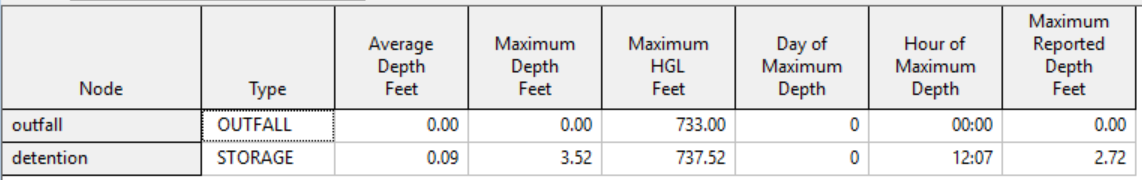 Node Type Average Depth Feet Maximum Depth Feet Maximum HGL Feet Day of Maximum Depth Hour of Maximum Depth Maximum Reported Depth Feet
outfall OUTFALL 0.00 0.00 733.00 0 00:00 0.00
detention STORAGE 0.09 3.52 737.52 0 12:07 2.72